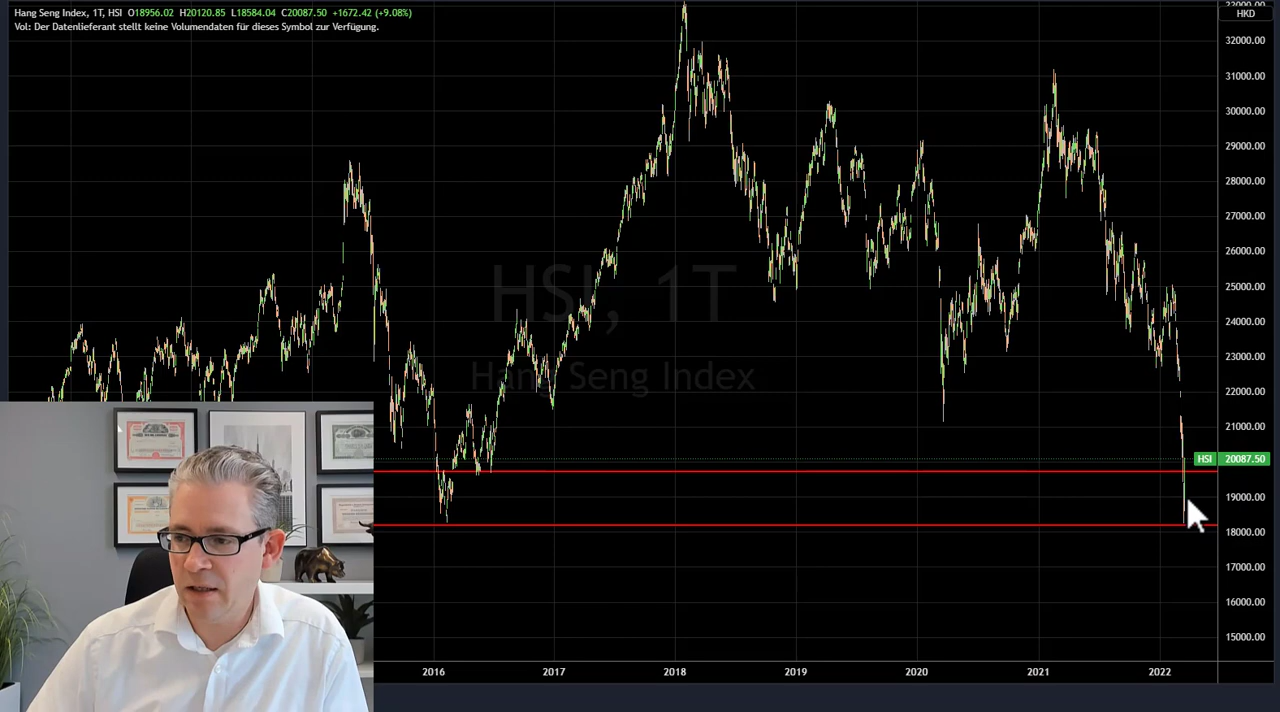 Hang Seng Index, 1T, HSI O18956.02 H20120.85 L18584.04 C20087.50 +1672.42 (+9.08%)
Vol: Der Datenlieferant stellt keine Volumendaten für dieses Symbol zur Verfügung.
HKD
32000.00
31000.00
30000.00
29000.00
28000.00
27000.00
26000.00
25000.00
24000.00
23000.00
22000.00
21000.00
HSI 20087.50
19000.00
18000.00
17000.00
16000.00
15000.00
HSI, 1T
Hang Seng Index
2016 2017 2018 2019 2020 2021 2022